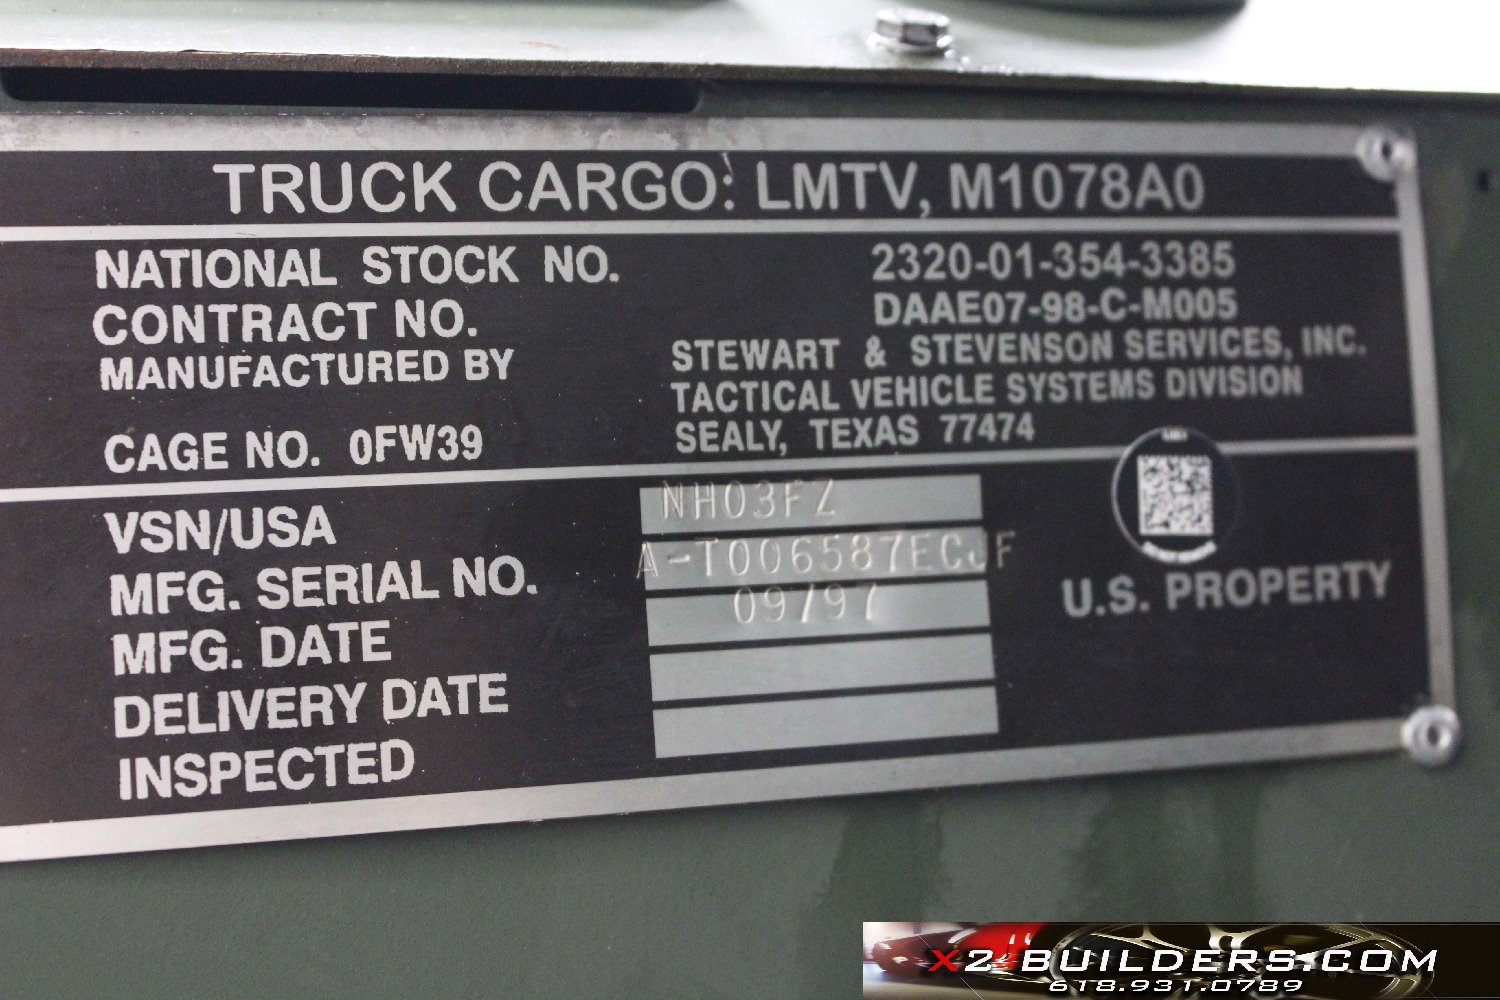 TRUCK CARGO: LMTV, M1078A0
NATIONAL STOCK NO. 2320-01-354-3385
CONTRACT NO. DAAE07-98-C-M005
MANUFACTURED BY STEWART & STEVENSON SERVICES, INC.
TACTICAL VEHICLE SYSTEMS DIVISION
CAGE NO. 0FW39 SEALY, TEXAS 77474
VSN/USA NH03FZ
MFG. SERIAL NO. A-T006587ECJF
MFG. DATE 09/97
DELIVERY DATE
INSPECTED
U.S. PROPERTY
X2-BUILDERS.COM
618.931.0789